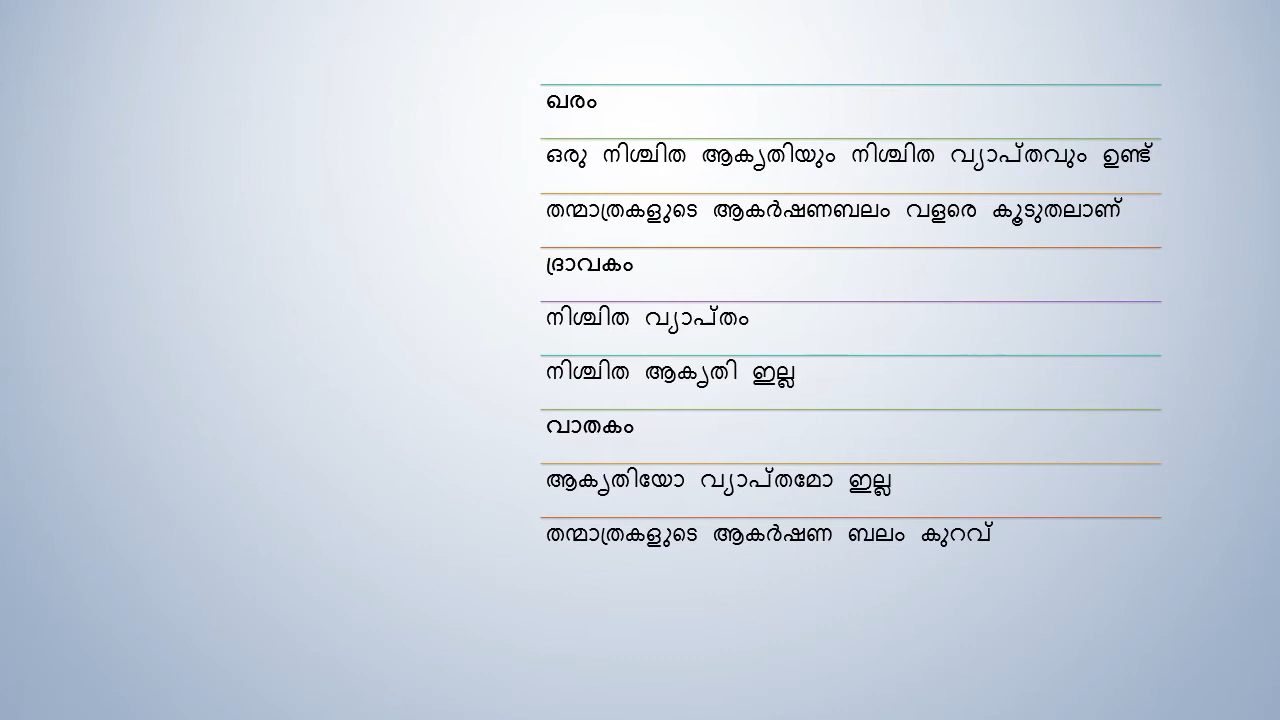 ഖരം
ഒരു നിശ്ചിത ആകൃതിയും നിശ്ചിത വ്യാപ്തവും ഉണ്ട്
തന്മാത്രകളുടെ ആകർഷണബലം വളരെ കൂടുതലാണ്
ദ്രാവകം
നിശ്ചിത വ്യാപ്തം
നിശ്ചിത ആകൃതി ഇല്ല
വാതകം
ആകൃതിയോ വ്യാപ്തമോ ഇല്ല
തന്മാത്രകളുടെ ആകർഷണ ബലം കുറവ്